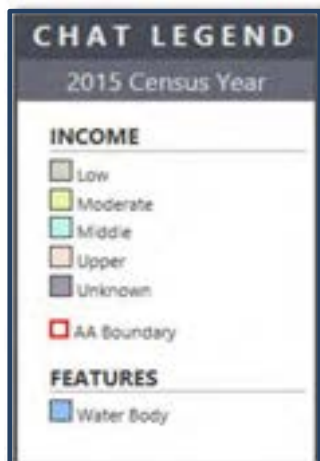 CHAT LEGEND
2015 Census Year
INCOME
Low
Moderate
Middle
Upper
Unknown
AA Boundary
FEATURES
Water Body